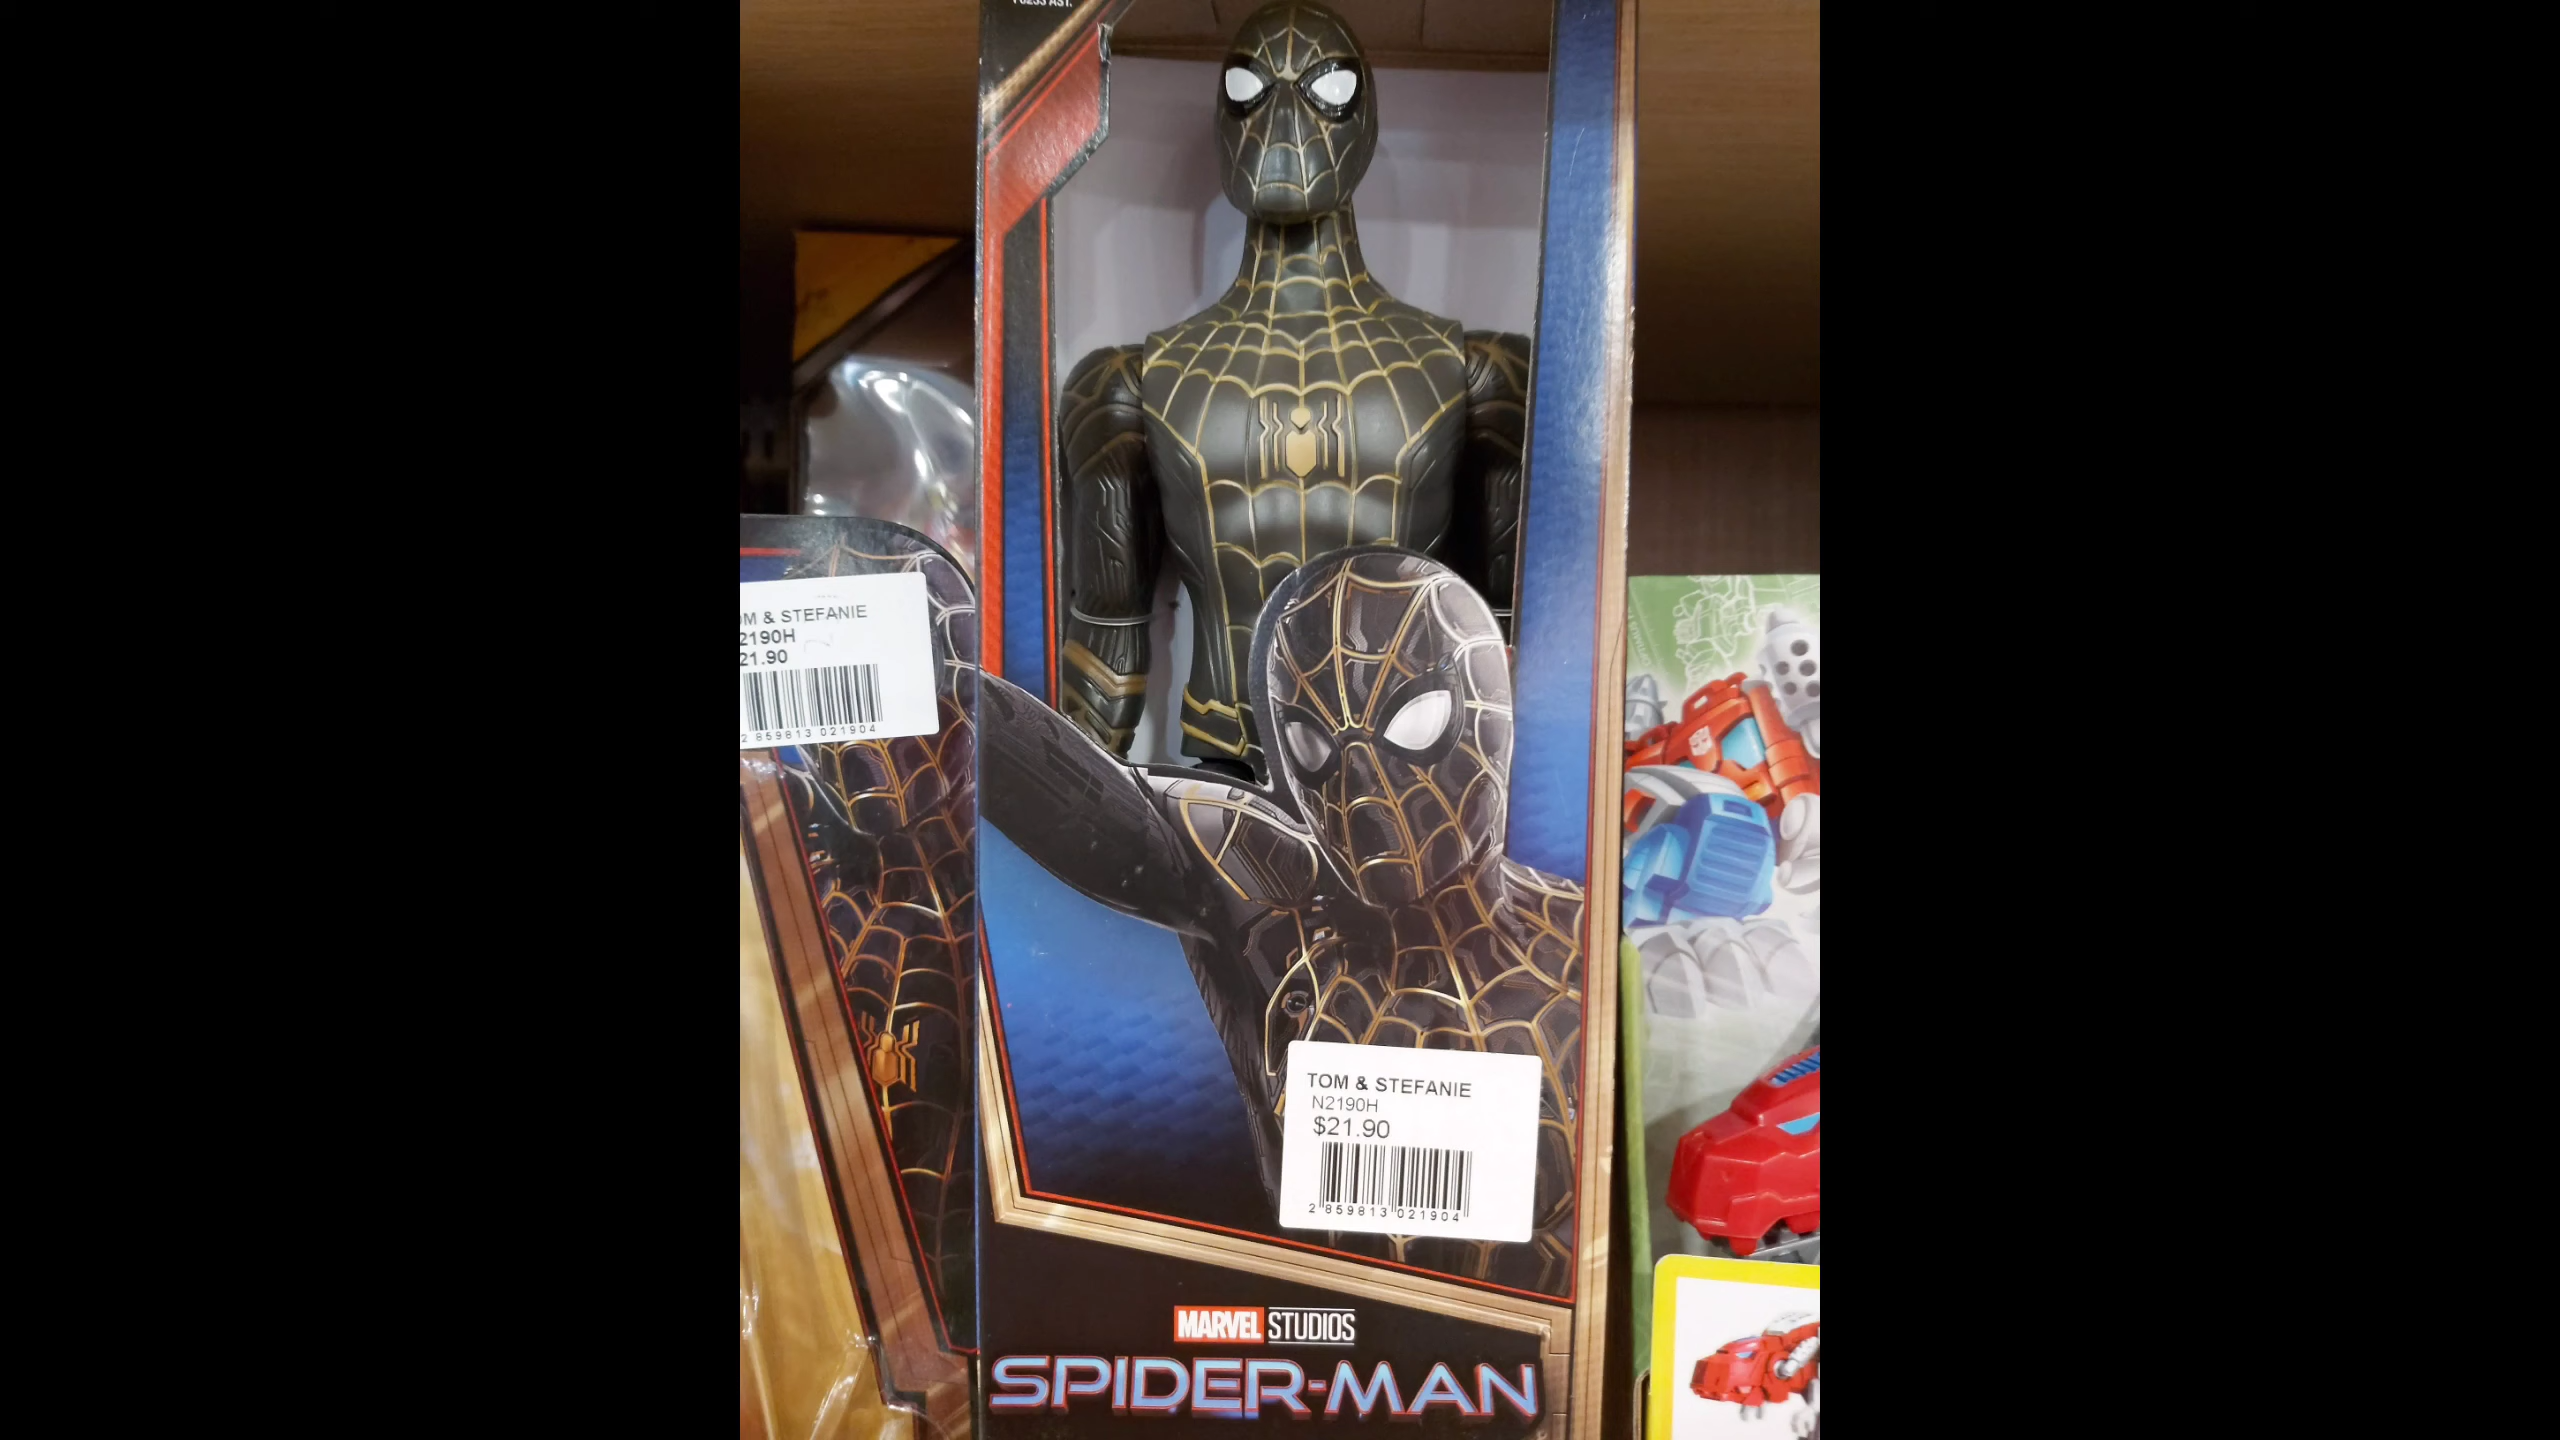 OM & STEFANIE
2190H
21.90
2 859813 021904
TOM & STEFANIE
N2190H
$21.90
2 859813 021904
MARVEL STUDIOS
SPIDER-MAN